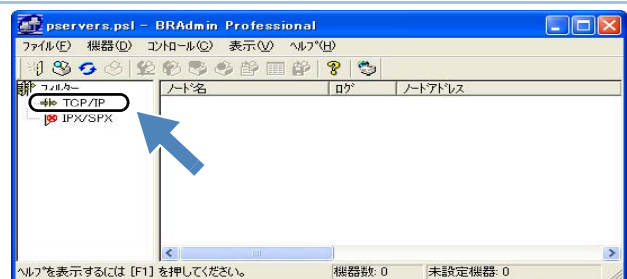 pservers.psl - BRAdmin Professional
ファイル(F) 機器(D) コントロール(C) 表示(V) ヘルプ(H)
フィルター
ノード名 ログ ノードアドレス
TCP/IP
IPX/SPX
ヘルプを表示するには [F1] を押してください。 機器数: 0 未設定機器: 0